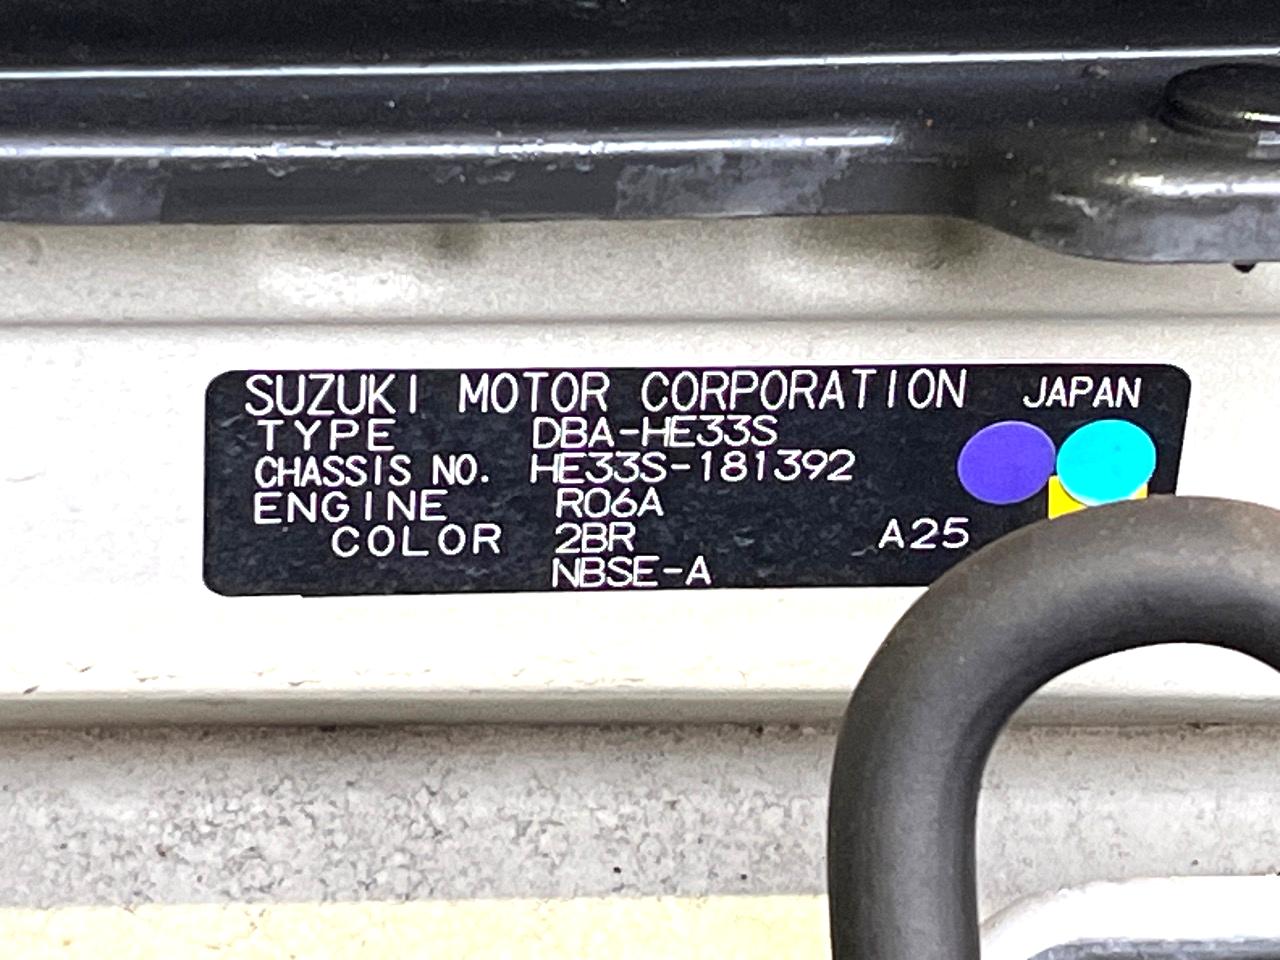 SUZUKI MOTOR CORPORATION JAPAN
TYPE DBA-HE33S
CHASSIS NO. HE33S-181392
ENGINE R06A
COLOR 2BR A25
NBSE-A